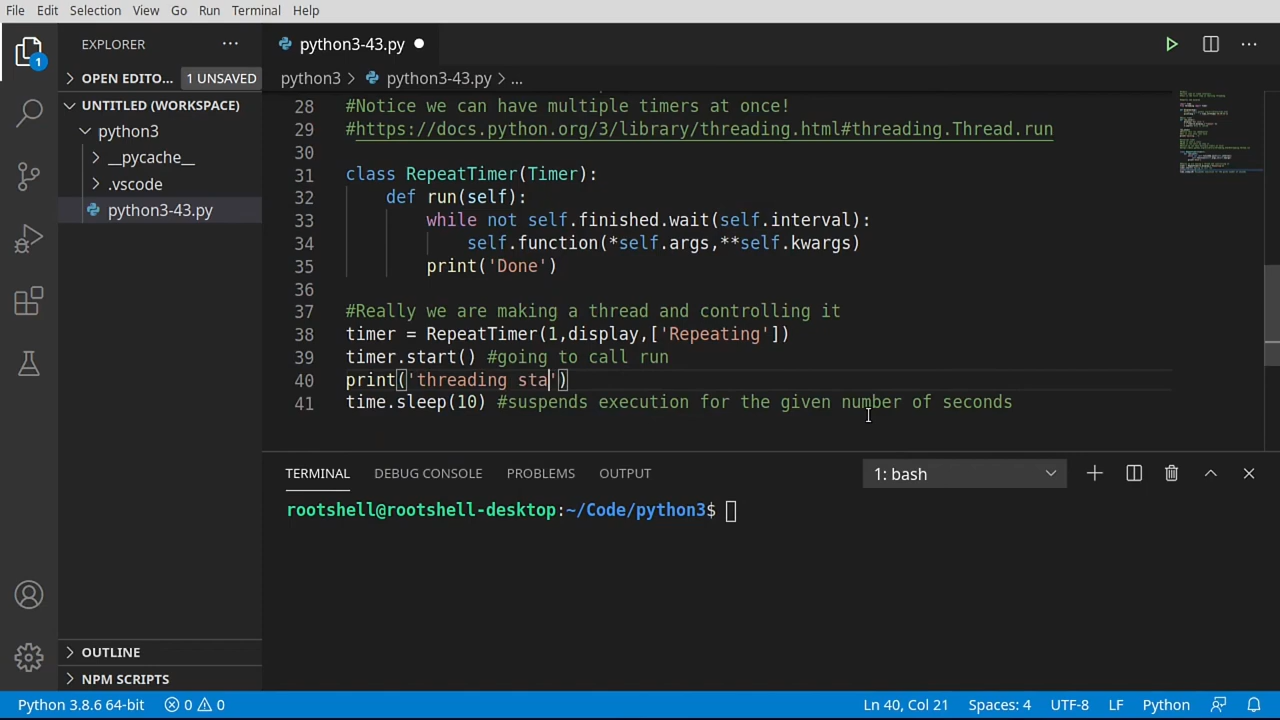 File Edit Selection View Go Run Terminal Help
EXPLORER ... python3-43.py
OPEN EDITO... 1 UNSAVED python3 > python3-43.py > ...
UNTITLED (WORKSPACE)
python3
__pycache__
.vscode
python3-43.py
1
28 #Notice we can have multiple timers at once!
29 #https://docs.python.org/3/library/threading.html#threading.Thread.run
30
31 class RepeatTimer(Timer):
32 def run(self):
33 while not self.finished.wait(self.interval):
34 self.function(*self.args,**self.kwargs)
35 print('Done')
36
37 #Really we are making a thread and controlling it
38 timer = RepeatTimer(1,display,['Repeating'])
39 timer.start() #going to call run
40 print('threading sta')
41 time.sleep(10) #suspends execution for the given number of seconds
TERMINAL DEBUG CONSOLE PROBLEMS OUTPUT 1: bash
rootshell@rootshell-desktop:~/Code/python3$
OUTLINE
NPM SCRIPTS
Python 3.8.6 64-bit 0 0 Ln 40, Col 21 Spaces: 4 UTF-8 LF Python